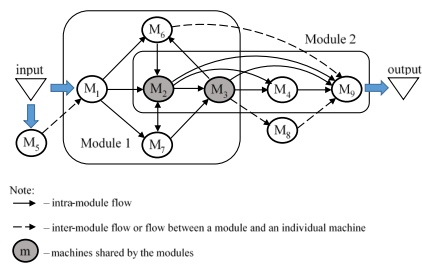 M6
Module 2
input
output
M1
M2
M3
M4
M9
M5
Module 1
M7
M8
Note:
– intra-module flow
– inter-module flow or flow between a module and an individual machine
m – machines shared by the modules